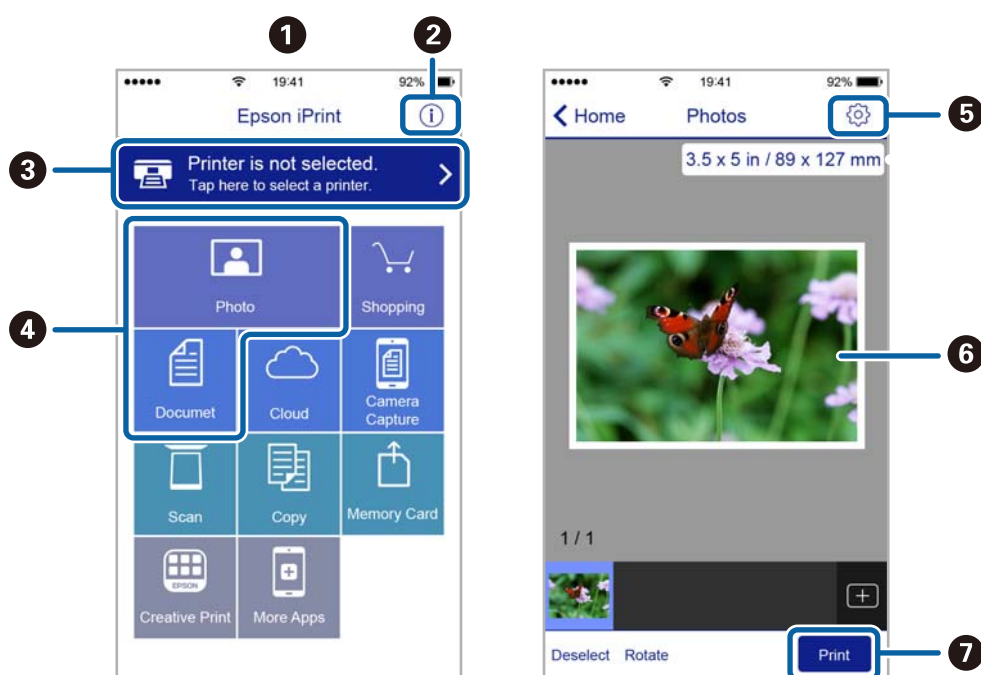 1
2
19:41
92%
Epson iPrint
3
Printer is not selected.
Tap here to select a printer.
4
Photo
Shopping
Documet
Cloud
Camera
Capture
Scan
Copy
Memory Card
EPSON
Creative Print
More Apps
19:41
92%
Home
Photos
5
3.5 x 5 in / 89 x 127 mm
6
1 / 1
Deselect
Rotate
Print
7